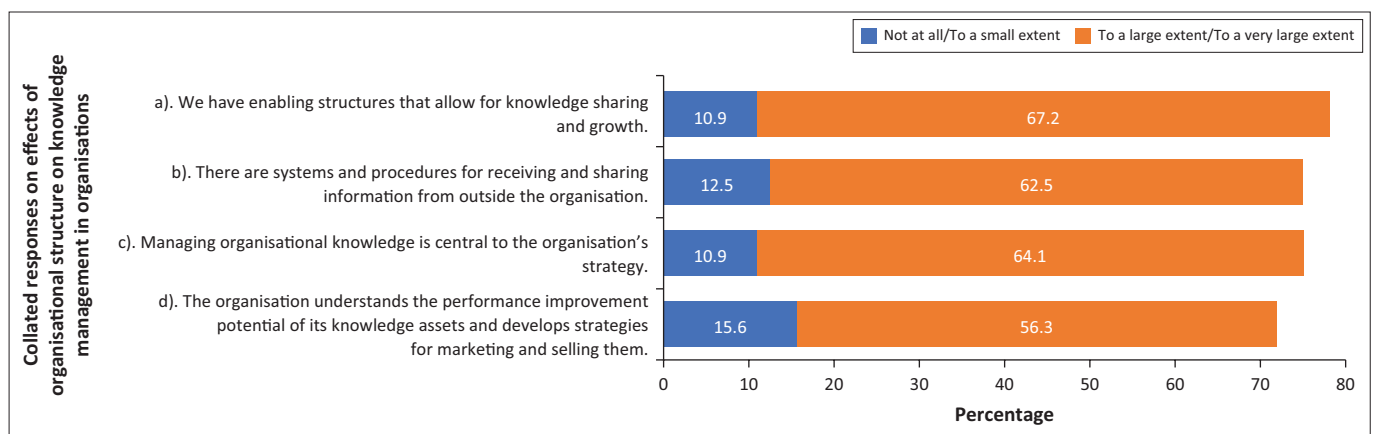 Not at all/To a small extent
To a large extent/To a very large extent
Collated responses on effects of
organisational structure on knowledge
management in organisations
a). We have enabling structures that allow for knowledge sharing
and growth.
10.9
67.2
b). There are systems and procedures for receiving and sharing
information from outside the organisation.
12.5
62.5
c). Managing organisational knowledge is central to the organisation’s
strategy.
10.9
64.1
d). The organisation understands the performance improvement
potential of its knowledge assets and develops strategies
for marketing and selling them.
15.6
56.3
0 10 20 30 40 50 60 70 80
Percentage